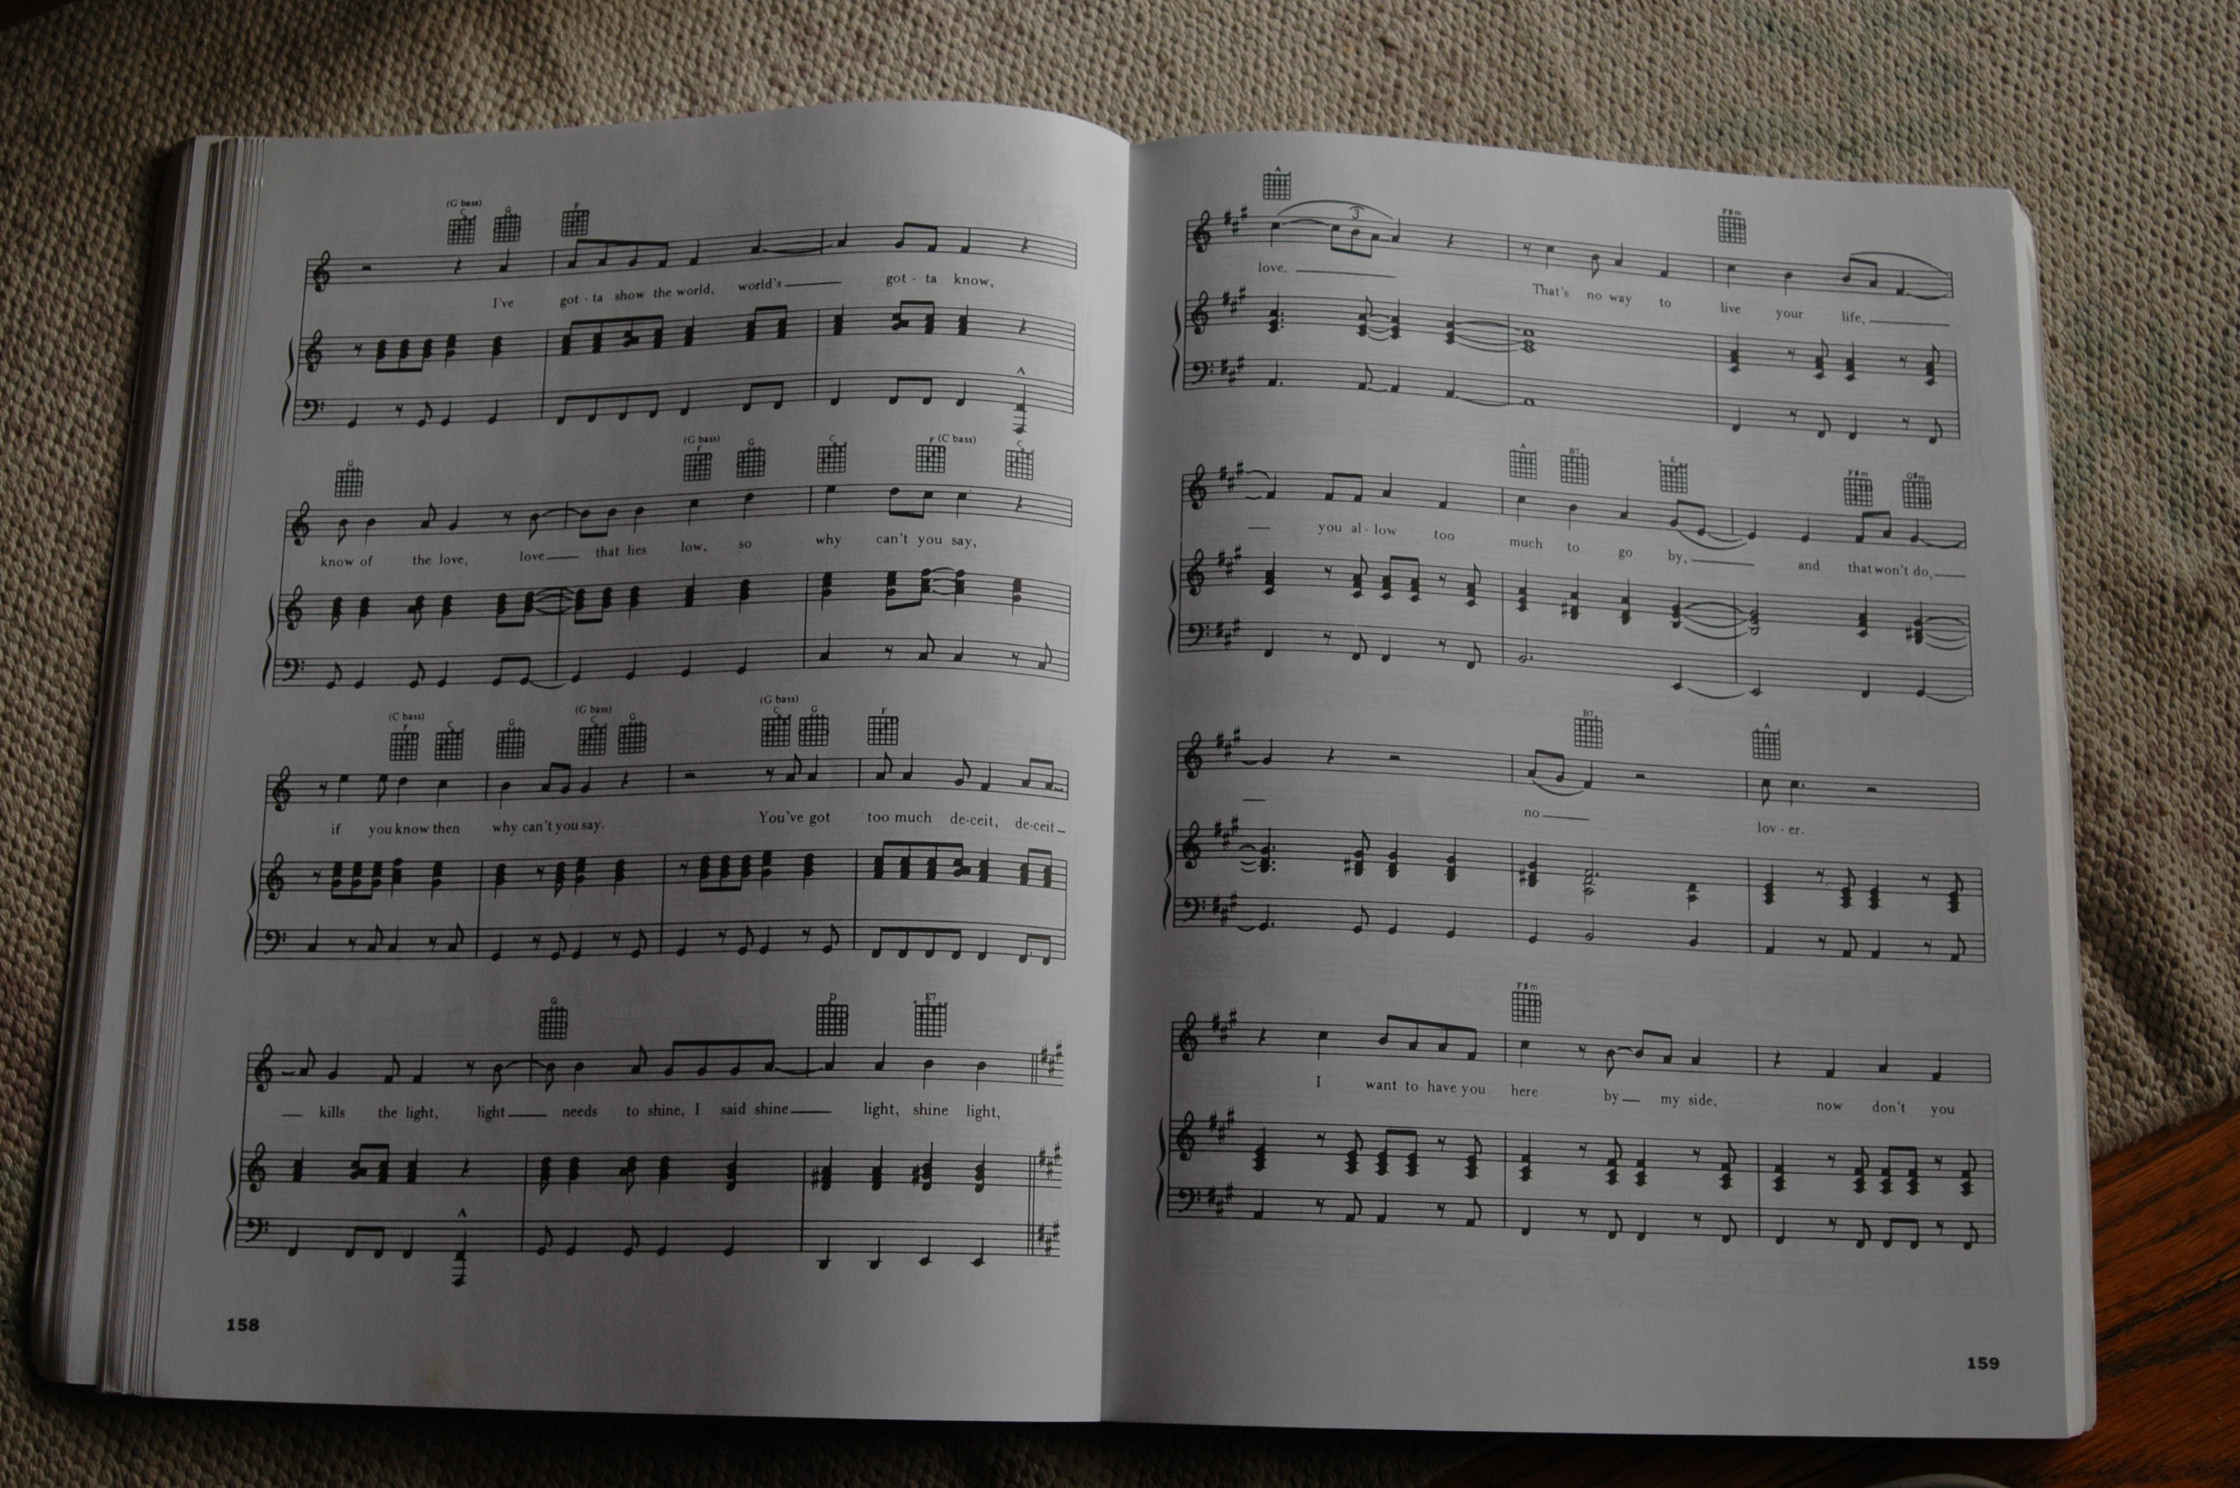 (G bass)
C G F
I've got - ta show the world, world's got - ta know,
G (G bass)
F G C F (C bass) C
know of the love, love that lies low, so why can't you say,
(C bass)
F C G (G bass)
C G (G bass)
C G F
if you know then why can't you say. You've got too much de-ceit, de-ceit
G D E7
kills the light, light needs to shine, I said shine light, shine light,
158
A F#m
love. That's no way to live your life,
A B7 E F#m G#m
you al - low too much to go by, and that won't do,
B7 A
no lov - er.
F#m
I want to have you here by my side, now don't you
159